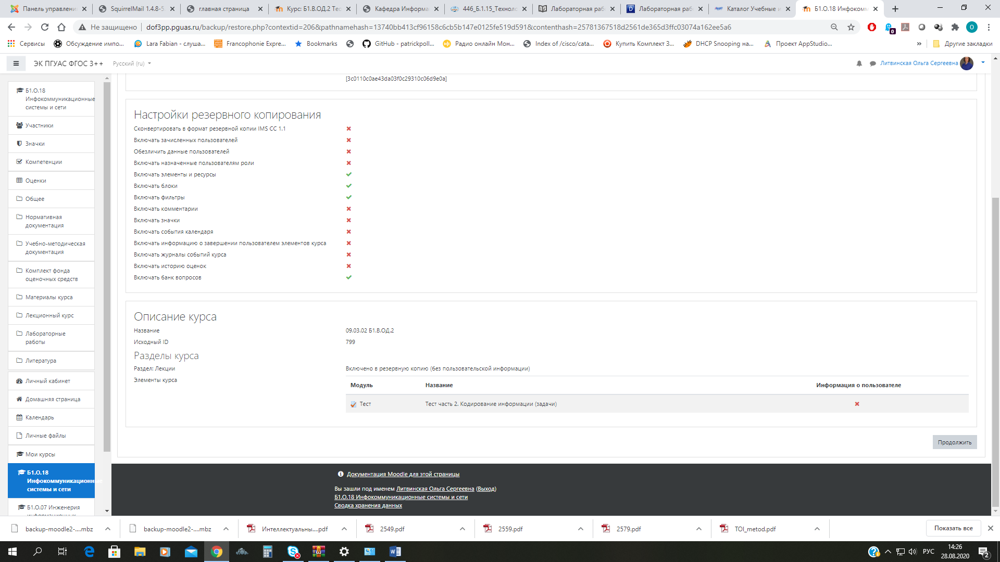 Панель управлени
SquirrelMail 1.4.8-5.
главная страница
Курс: Б1.В.ОД.2 Тес
Кафедра Информа
446_Б.1.15_Технол
Лабораторная раб
Лабораторная раб
Каталог Учебные и
Б1.О.18 Инфокомм
Не защищено
dof3pp.pguas.ru/backup/restore.php?contextid=206&pathnamehash=13740bb413cf96158c6cb5b147e0125fe519d591&contenthash=25781367518d2561de365d3ffc03074a162ee5a6
0
О
Сервисы
Обсуждение импо...
Lara Fabian - слуша...
Francophonie Expre...
Bookmarks
GitHub - patrickpoll...
Радио онлайн Мон...
Index of /cisco/cata...
Купить Комплект З...
DHCP Snooping на...
Проект AppStudio...
»
Другие закладки
ЭК ПГУАС ФГОС 3++
Русский (ru)
Литвинская Ольга Сергеевна
[3c0110c0ae43da03f0c29310c06d9e0a]
Б1.О.18
Инфокоммуникационные
системы и сети
Участники
Значки
Компетенции
Оценки
Общее
Нормативная
документация
Учебно-методическая
документация
Комплект фонда
оценочных средств
Материалы курса
Лекционный курс
Лабораторные
работы
Литература
Личный кабинет
Домашняя страница
Календарь
Личные файлы
Мои курсы
Б1.О.18
Инфокоммуникационные
системы и сети
Б1.О.07 Инженерия
информационных
Настройки резервного копирования
Сконвертировать в формат резервной копии IMS CC 1.1
Включать зачисленных пользователей
Обезличить данные пользователей
Включать назначенные пользователям роли
Включать элементы и ресурсы
Включать блоки
Включать фильтры
Включать комментарии
Включать значки
Включать события календаря
Включать информацию о завершении пользователем элементов курса
Включать журналы событий курса
Включать историю оценок
Включать банк вопросов
Описание курса
Название 09.03.02 Б1.В.ОД.2
Исходный ID 799
Разделы курса
Раздел: Лекции Включено в резервную копию (без пользовательской информации)
Элементы курса
Модуль Название Информация о пользователе
Тест Тест часть 2. Кодирование информации (задачи)
Продолжить
Документация Moodle для этой страницы
Вы зашли под именем Литвинская Ольга Сергеевна (Выход)
Б1.О.18 Инфокоммуникационные системы и сети
Сводка хранения данных
backup-moodle2-....mbz
backup-moodle2-....mbz
Интеллектуальны....pdf
2549.pdf
2559.pdf
2579.pdf
TOI_metod.pdf
Показать все
РУС
14:26
28.08.2020
2